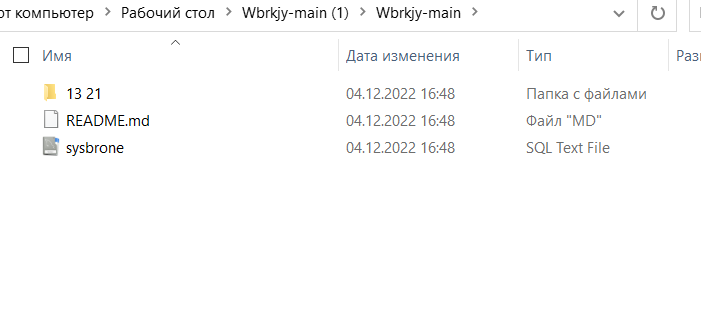 от компьютер > Рабочий стол > Wbrkjy-main (1) > Wbrkjy-main >
Имя Дата изменения Тип Разм
13 21 04.12.2022 16:48 Папка с файлами
README.md 04.12.2022 16:48 Файл "MD"
sysbrone 04.12.2022 16:48 SQL Text File